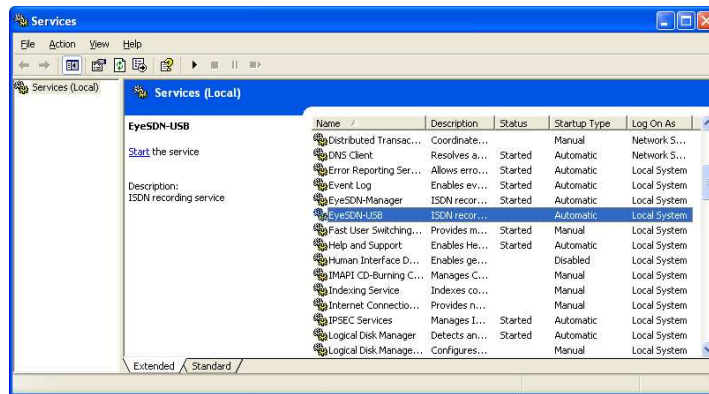 Services
File Action View Help
Services (Local)
Services (Local)
EyeSDN-USB
Start the service
Description:
ISDN recording service
Name Description Status Startup Type Log On As
Distributed Transac... Coordinate... Manual Network S...
DNS Client Resolves a... Started Automatic Network S...
Error Reporting Ser... Allows erro... Started Automatic Local System
Event Log Enables ev... Started Automatic Local System
EyeSDN-Manager ISDN recor... Started Automatic Local System
EyeSDN-USB ISDN recor... Automatic Local System
Fast User Switching... Provides m... Started Manual Local System
Help and Support Enables He... Started Automatic Local System
Human Interface D... Enables ge... Disabled Local System
IMAPI CD-Burning C... Manages C... Manual Local System
Indexing Service Indexes co... Manual Local System
Internet Connectio... Provides n... Manual Local System
IPSEC Services Manages I... Started Automatic Local System
Logical Disk Manager Detects an... Started Automatic Local System
Logical Disk Manage... Configures... Manual Local System
Extended Standard